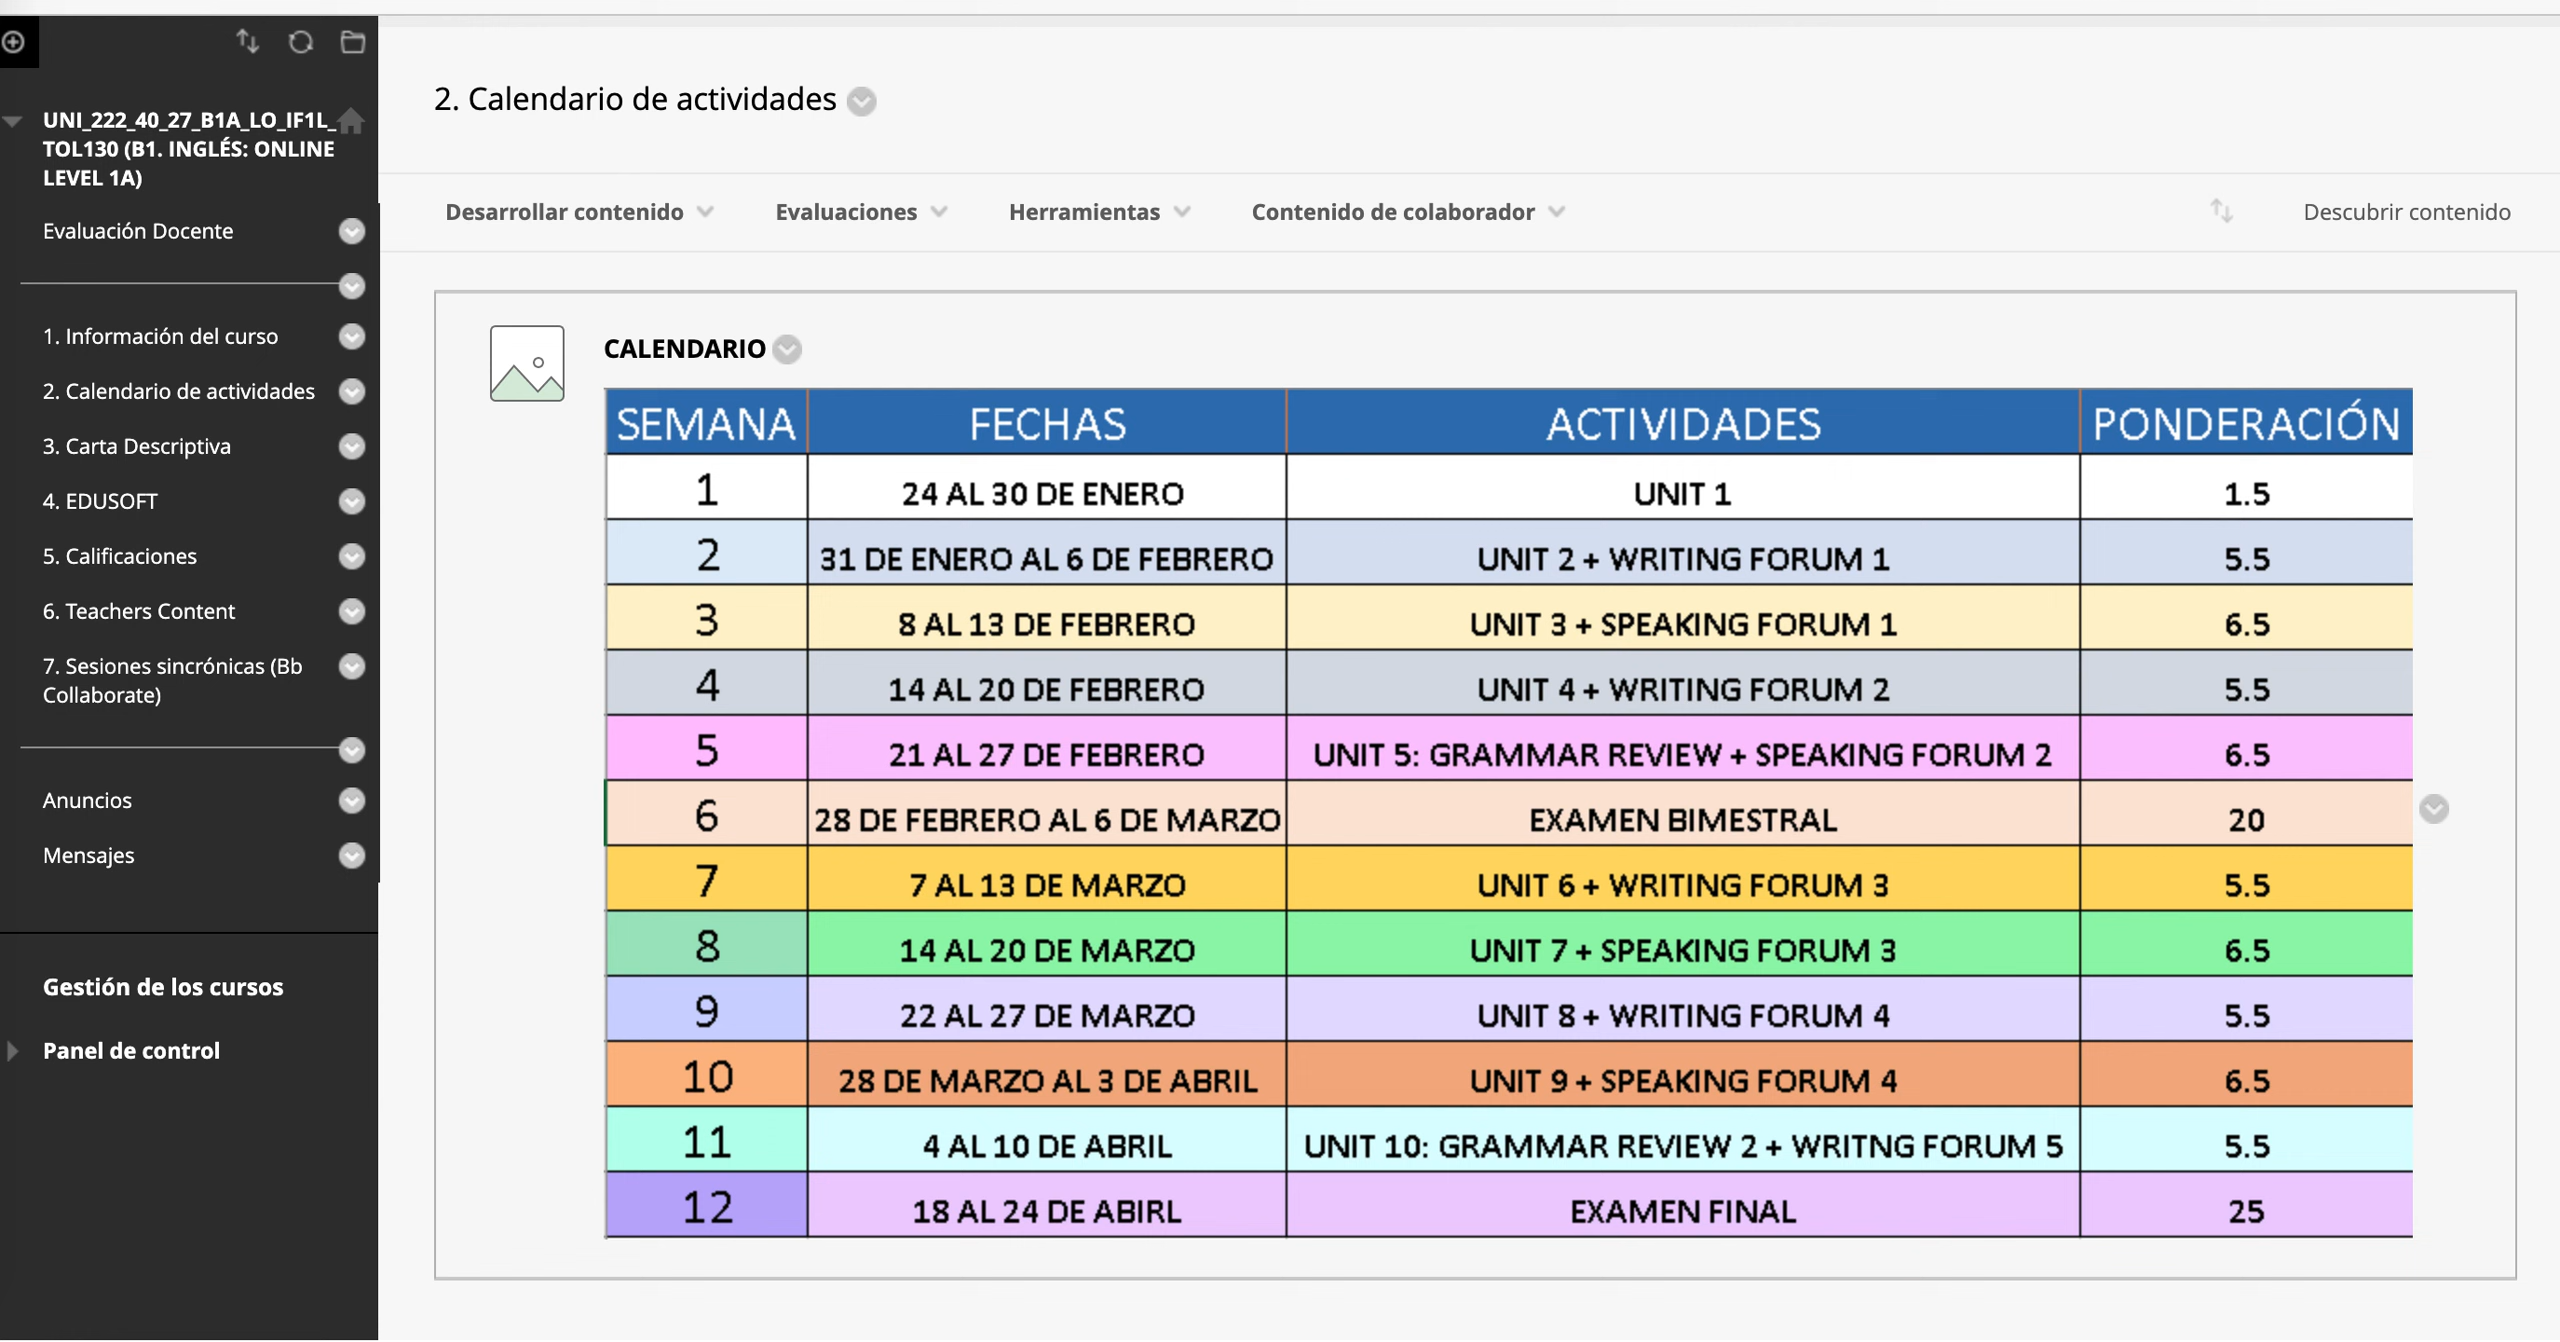 UNI_222_40_27_B1A_LO_IF1L_
TOL130 (B1. INGLÉS: ONLINE
LEVEL 1A)
Evaluación Docente
1. Información del curso
2. Calendario de actividades
3. Carta Descriptiva
4. EDUSOFT
5. Calificaciones
6. Teachers Content
7. Sesiones sincrónicas (Bb
Collaborate)
Anuncios
Mensajes
Gestión de los cursos
Panel de control
2. Calendario de actividades
Desarrollar contenido Evaluaciones Herramientas Contenido de colaborador Descubrir contenido
CALENDARIO
SEMANA FECHAS ACTIVIDADES PONDERACIÓN
1 24 AL 30 DE ENERO UNIT 1 1.5
2 31 DE ENERO AL 6 DE FEBRERO UNIT 2 + WRITING FORUM 1 5.5
3 8 AL 13 DE FEBRERO UNIT 3 + SPEAKING FORUM 1 6.5
4 14 AL 20 DE FEBRERO UNIT 4 + WRITING FORUM 2 5.5
5 21 AL 27 DE FEBRERO UNIT 5: GRAMMAR REVIEW + SPEAKING FORUM 2 6.5
6 28 DE FEBRERO AL 6 DE MARZO EXAMEN BIMESTRAL 20
7 7 AL 13 DE MARZO UNIT 6 + WRITING FORUM 3 5.5
8 14 AL 20 DE MARZO UNIT 7 + SPEAKING FORUM 3 6.5
9 22 AL 27 DE MARZO UNIT 8 + WRITING FORUM 4 5.5
10 28 DE MARZO AL 3 DE ABRIL UNIT 9 + SPEAKING FORUM 4 6.5
11 4 AL 10 DE ABRIL UNIT 10: GRAMMAR REVIEW 2 + WRITNG FORUM 5 5.5
12 18 AL 24 DE ABIRL EXAMEN FINAL 25